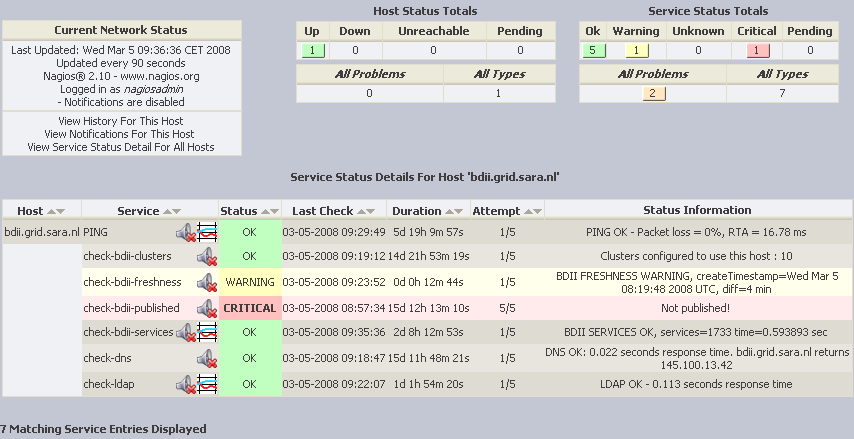 Current Network Status
Last Updated: Wed Mar 5 09:36:36 CET 2008
Updated every 90 seconds
Nagios® 2.10 - www.nagios.org
Logged in as nagiosadmin
- Notifications are disabled
View History For This Host
View Notifications For This Host
View Service Status Detail For All Hosts
Host Status Totals
Up Down Unreachable Pending
1 0 0 0
All Problems All Types
0 1
Service Status Totals
Ok Warning Unknown Critical Pending
5 1 0 1 0
All Problems All Types
2 7
Service Status Details For Host 'bdii.grid.sara.nl'
Host Service Status Last Check Duration Attempt Status Information
bdii.grid.sara.nl PING OK 03-05-2008 09:29:49 5d 19h 9m 57s 1/5 PING OK - Packet loss = 0%, RTA = 16.78 ms
check-bdii-clusters OK 03-05-2008 09:19:12 14d 21h 53m 19s 1/5 Clusters configured to use this host : 10
check-bdii-freshness WARNING 03-05-2008 09:23:52 0d 0h 12m 44s 1/5 BDII FRESHNESS WARNING, createTimestamp=Wed Mar 5
08:19:48 2008 UTC, diff=4 min
check-bdii-published CRITICAL 03-05-2008 08:57:34 15d 12h 13m 10s 5/5 Not published!
check-bdii-services OK 03-05-2008 09:35:36 2d 8h 12m 53s 1/5 BDII SERVICES OK, services=1733 time=0.593893 sec
check-dns OK 03-05-2008 09:18:47 15d 11h 48m 21s 1/5 DNS OK: 0.022 seconds response time. bdii.grid.sara.nl returns
145.100.13.42
check-ldap OK 03-05-2008 09:22:07 1d 1h 54m 20s 1/5 LDAP OK - 0.113 seconds response time
7 Matching Service Entries Displayed